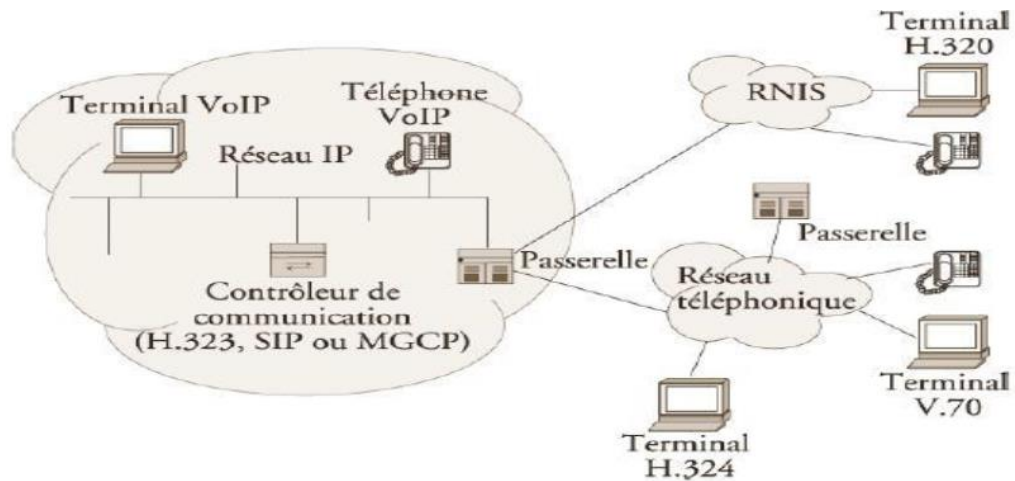 Terminal
H.320
RNIS
Terminal VoIP
Téléphone
VoIP
Réseau IP
Passerelle
Passerelle
Réseau
téléphonique
Contrôleur de
communication
(H.323, SIP ou MGCP)
Terminal
V.70
Terminal
H.324